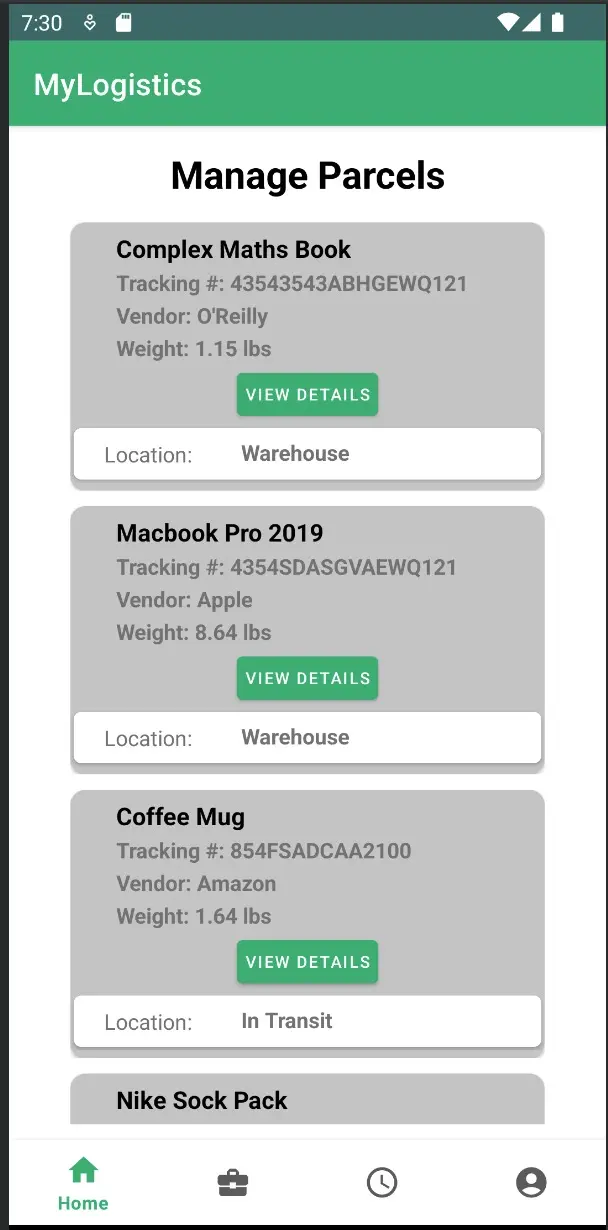 7:30
MyLogistics
Manage Parcels
Complex Maths Book
Tracking #: 43543543ABHGEWQ121
Vendor: O'Reilly
Weight: 1.15 lbs
VIEW DETAILS
Location: Warehouse
Macbook Pro 2019
Tracking #: 4354SDASGVAEWQ121
Vendor: Apple
Weight: 8.64 lbs
VIEW DETAILS
Location: Warehouse
Coffee Mug
Tracking #: 854FSADCAA2100
Vendor: Amazon
Weight: 1.64 lbs
VIEW DETAILS
Location: In Transit
Nike Sock Pack
Home